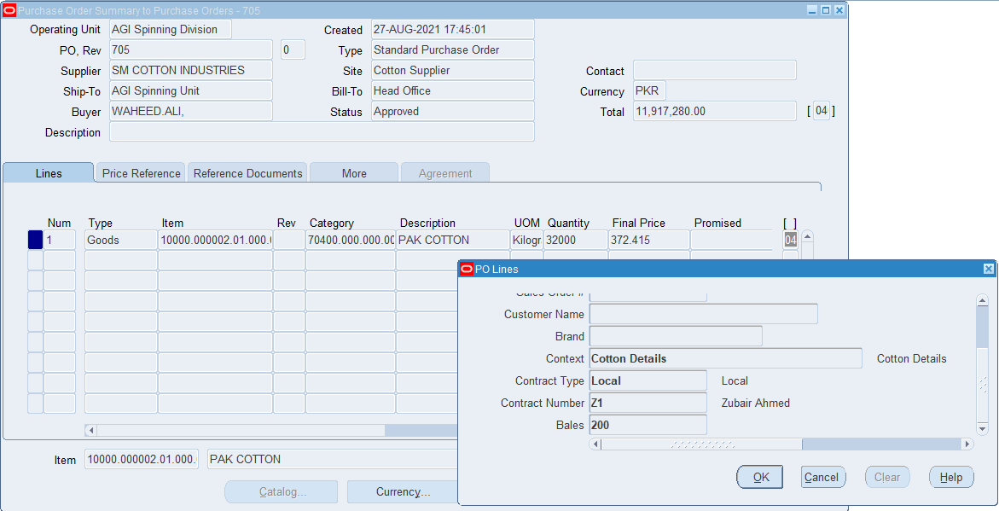 Purchase Order Summary to Purchase Orders - 705
Operating Unit AGI Spinning Division Created 27-AUG-2021 17:45:01
PO, Rev 705 0 Type Standard Purchase Order
Supplier SM COTTON INDUSTRIES Site Cotton Supplier Contact
Ship-To AGI Spinning Unit Bill-To Head Office Currency PKR
Buyer WAHEED.ALI, Status Approved Total 11,917,280.00 [ 04 ]
Description
Lines Price Reference Reference Documents More Agreement
Num Type Item Rev Category Description UOM Quantity Final Price Promised [ ]
1 Goods 10000.000002.01.000.( 70400.000.000.00 PAK COTTON Kilogr 32000 372.415 04
PO Lines
Sales Order #
Customer Name
Brand
Context Cotton Details Cotton Details
Contract Type Local Local
Contract Number Z1 Zubair Ahmed
Bales 200
OK Cancel Clear Help
Item 10000.000002.01.000. PAK COTTON
Catalog... Currency...